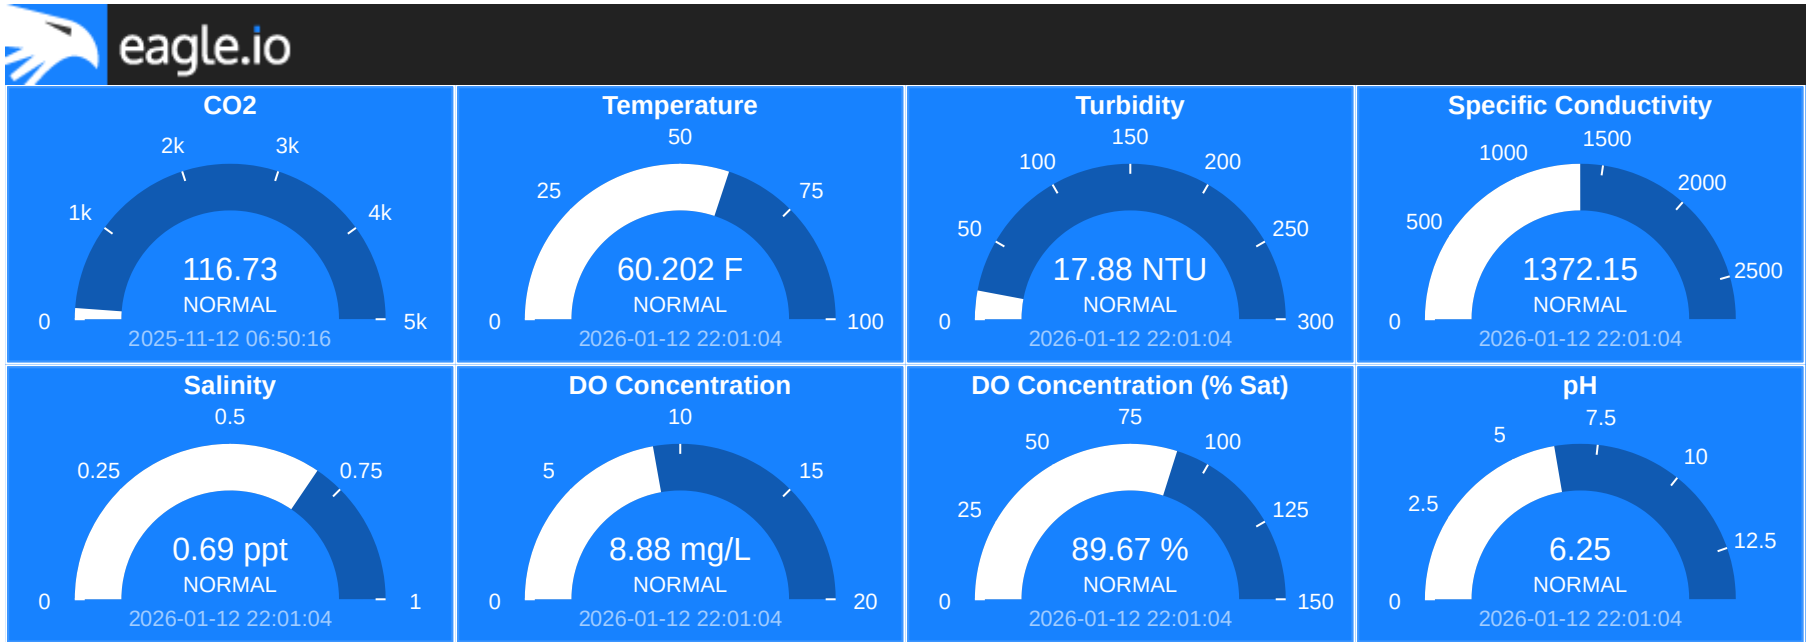 eagle.io
CO2
2k
3k
1k
4k
116.73
NORMAL
0
5k
2025-11-12 06:50:16
Temperature
50
25
75
60.202 F
NORMAL
0
100
2026-01-12 22:01:04
Turbidity
150
100
200
50
250
17.88 NTU
NORMAL
0
300
2026-01-12 22:01:04
Specific Conductivity
1500
1000
2000
500
2500
1372.15
NORMAL
0
2026-01-12 22:01:04
Salinity
0.5
0.25
0.75
0.69 ppt
NORMAL
0
1
2026-01-12 22:01:04
DO Concentration
10
5
15
8.88 mg/L
NORMAL
0
20
2026-01-12 22:01:04
DO Concentration (% Sat)
75
50
100
25
125
89.67 %
NORMAL
0
150
2026-01-12 22:01:04
pH
7.5
5
10
2.5
12.5
6.25
NORMAL
0
2026-01-12 22:01:04